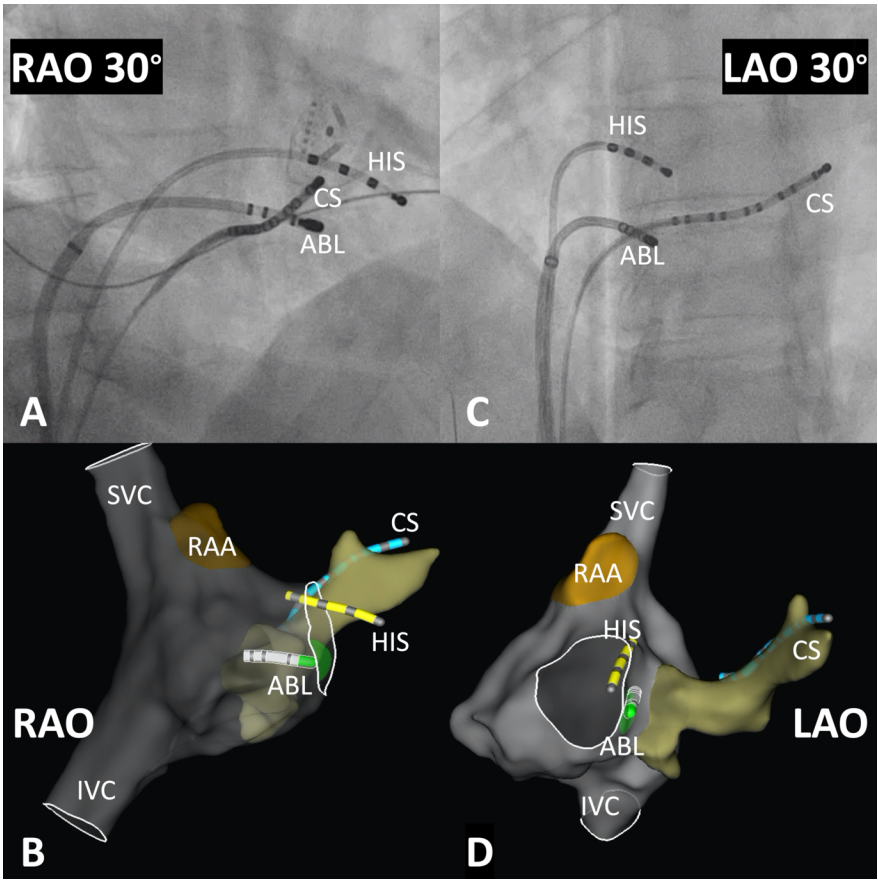 RAO 30°
LAO 30°
HIS
CS
ABL
A
HIS
CS
ABL
C
SVC
RAA
CS
HIS
ABL
RAO
IVC
B
SVC
RAA
HIS
CS
ABL
LAO
IVC
D